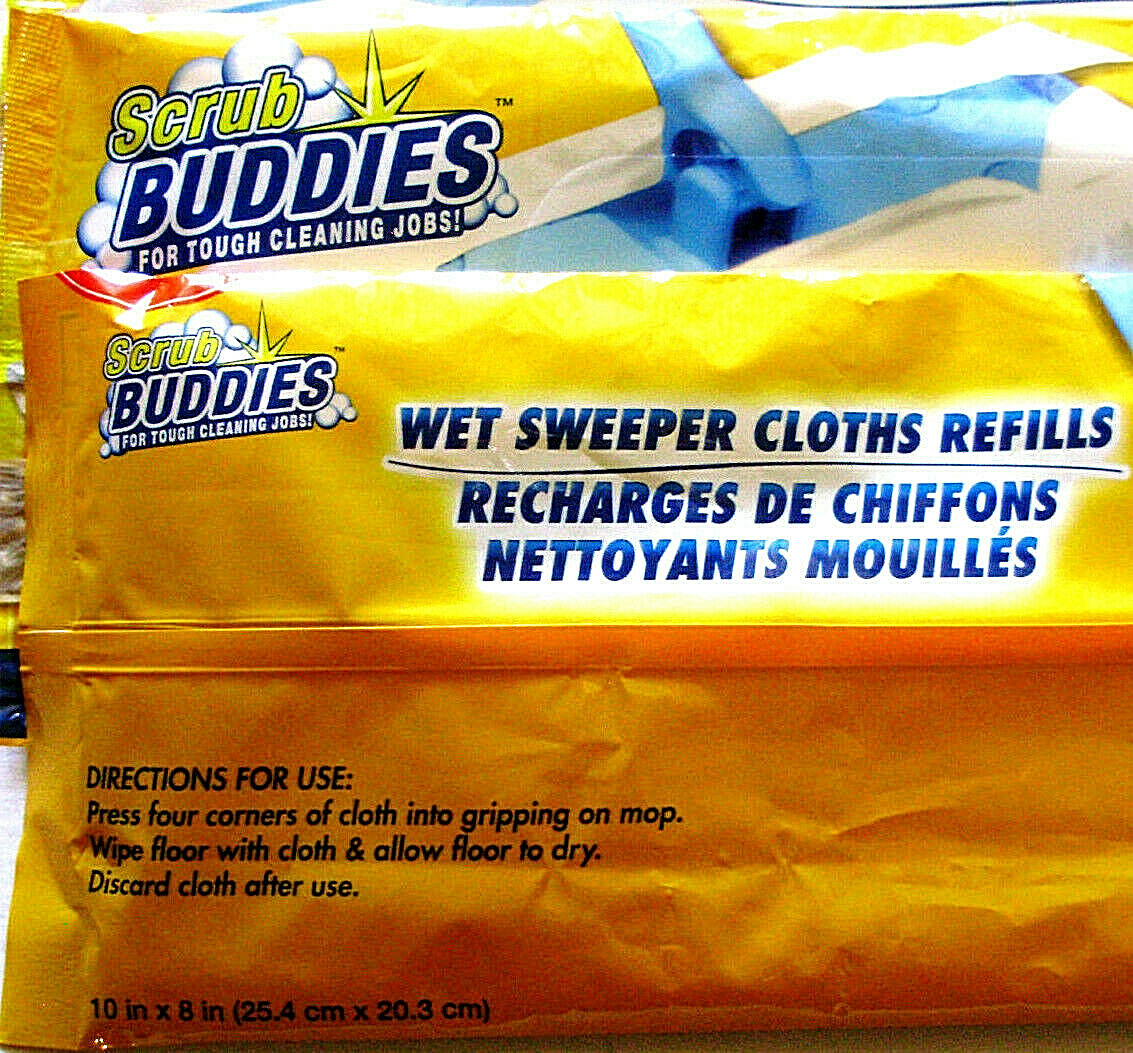 Scrub
BUDDIES™
FOR TOUGH CLEANING JOBS!
Scrub
BUDDIES™
FOR TOUGH CLEANING JOBS!
WET SWEEPER CLOTHS REFILLS
RECHARGES DE CHIFFONS
NETTOYANTS MOUILLÉS
DIRECTIONS FOR USE:
Press four corners of cloth into gripping on mop.
Wipe floor with cloth & allow floor to dry.
Discard cloth after use.
10 in x 8 in (25.4 cm x 20.3 cm)